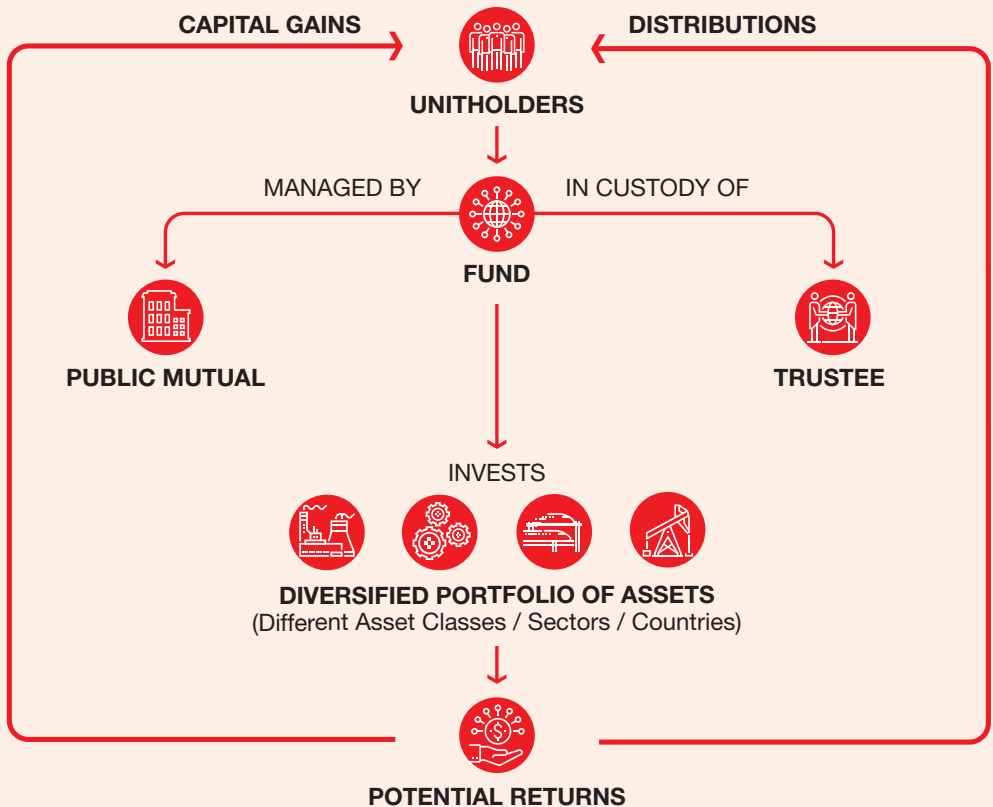 CAPITAL GAINS
DISTRIBUTIONS
UNITHOLDERS
MANAGED BY
IN CUSTODY OF
FUND
PUBLIC MUTUAL
TRUSTEE
INVESTS
$
DIVERSIFIED PORTFOLIO OF ASSETS
(Different Asset Classes / Sectors / Countries)
POTENTIAL RETURNS